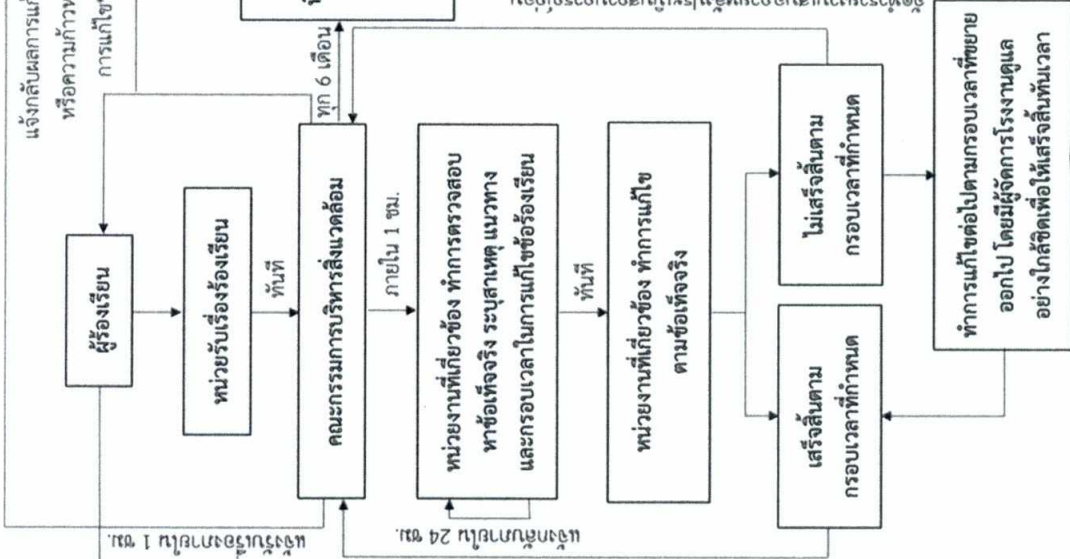 แจ้งกลับผลการแก้
หรือความก้าวห
การแก้ไข
ผู้ร้องเรียน
หน่วยรับเรื่องร้องเรียน
ทันที
คณะกรรมการบริหารสิ่งแวดล้อม
ทุก 6 เดือน
แจ้งรับเรื่องภายใน 1 ชม.
ภายใน 1 ชม.
หน่วยงานที่เกี่ยวข้อง ทำการตรวจสอบ
หาข้อเท็จจริง ระบุสาเหตุ แนวทาง
และกรอบเวลาในการแก้ไขข้อร้องเรียน
แจ้งกลับภายใน 24 ชม.
ทันที
หน่วยงานที่เกี่ยวข้อง ทำการแก้ไข
ตามข้อเท็จจริง
เสร็จสิ้นตาม
กรอบเวลาที่กำหนด
ไม่เสร็จสิ้นตาม
กรอบเวลาที่กำหนด
ทำการแก้ไขต่อไปตามกรอบเวลาที่ขยาย
ออกไป โดยมีผู้จัดการโรงงานดูแล
อย่างใกล้ชิดเพื่อให้เสร็จสิ้นทันเวลา